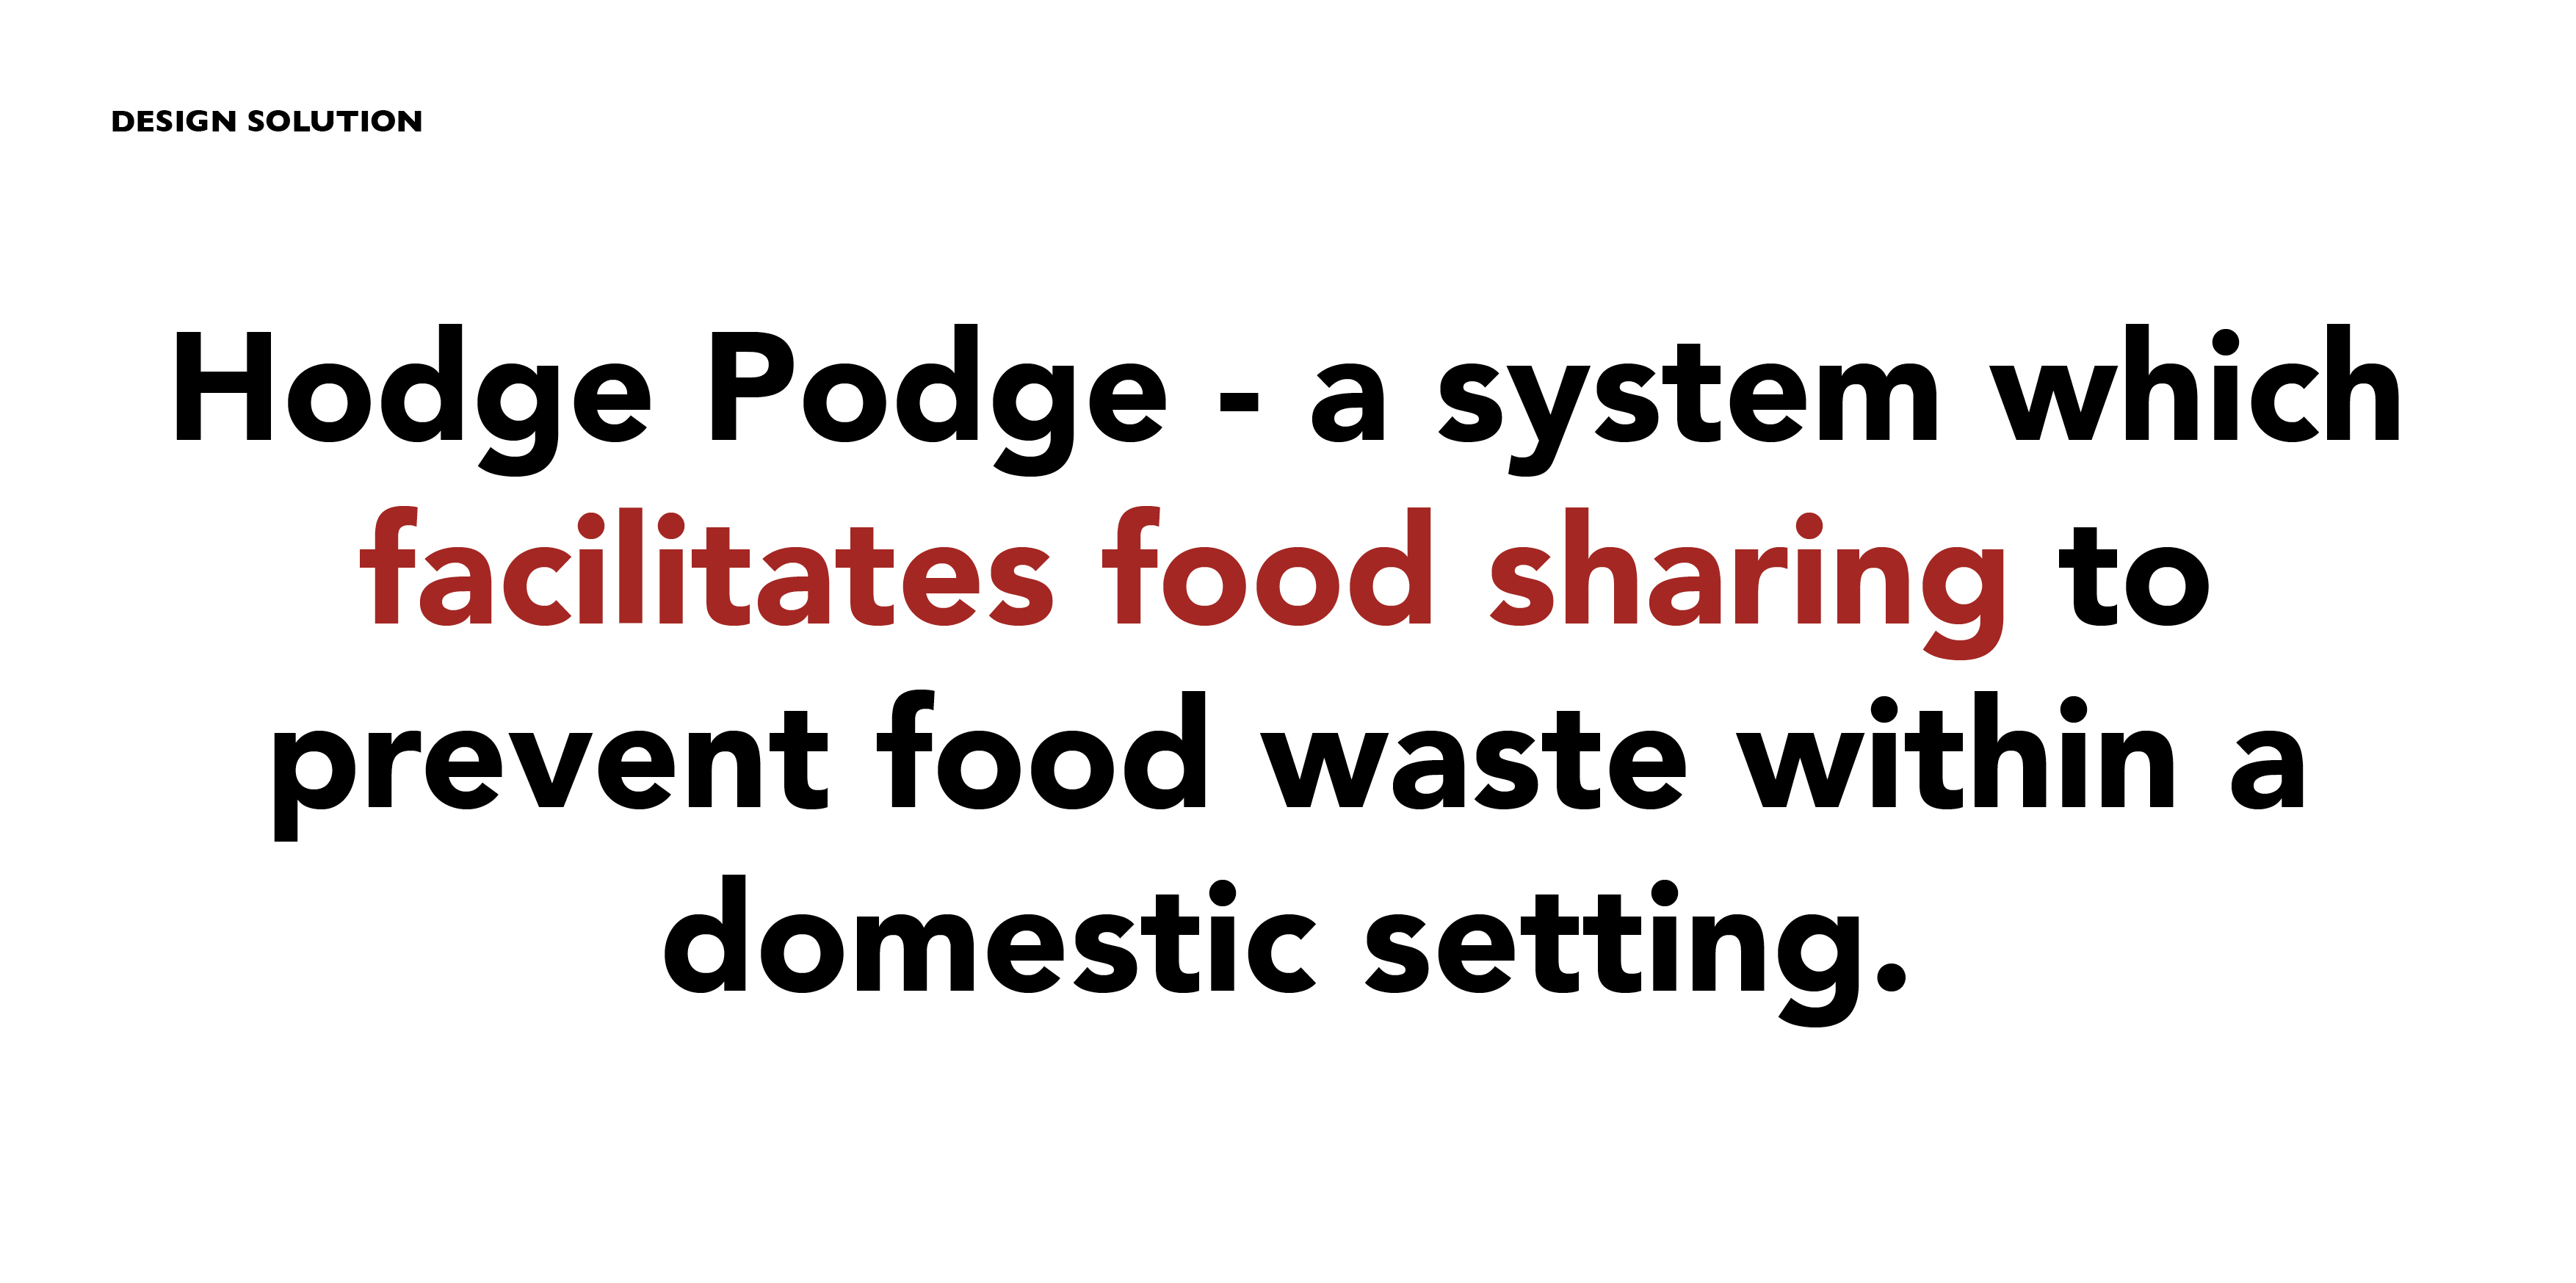 DESIGN SOLUTION
Hodge Podge - a system which
facilitates food sharing to
prevent food waste within a
domestic setting.